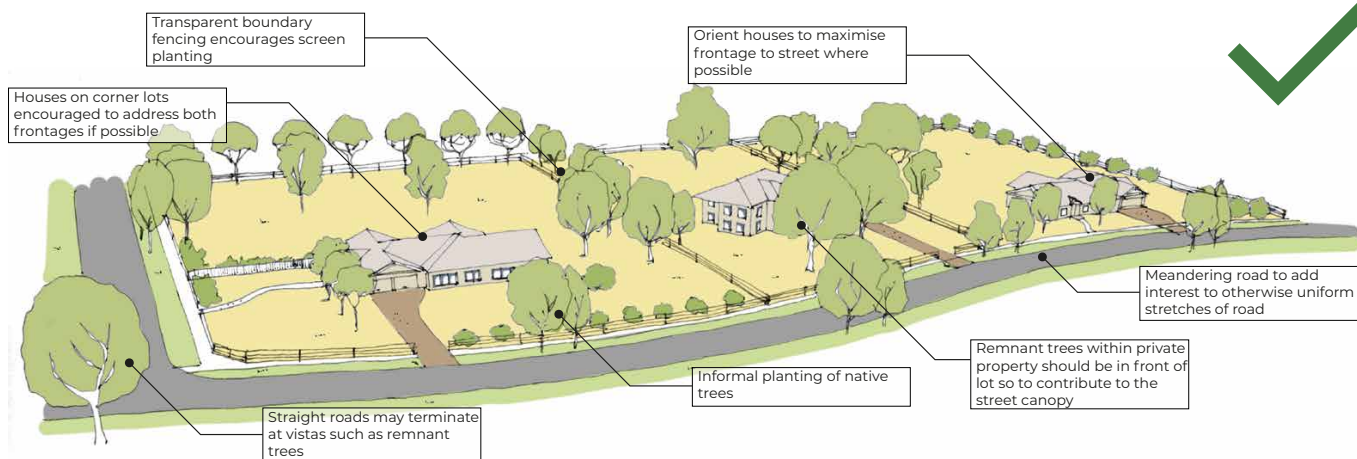 Transparent boundary
fencing encourages screen
planting
Orient houses to maximise
frontage to street where
possible
Houses on corner lots
encouraged to address both
frontages if possible
Meandering road to add
interest to otherwise uniform
stretches of road
Remnant trees within private
property should be in front of
lot so to contribute to the
street canopy
Informal planting of native
trees
Straight roads may terminate
at vistas such as remnant
trees